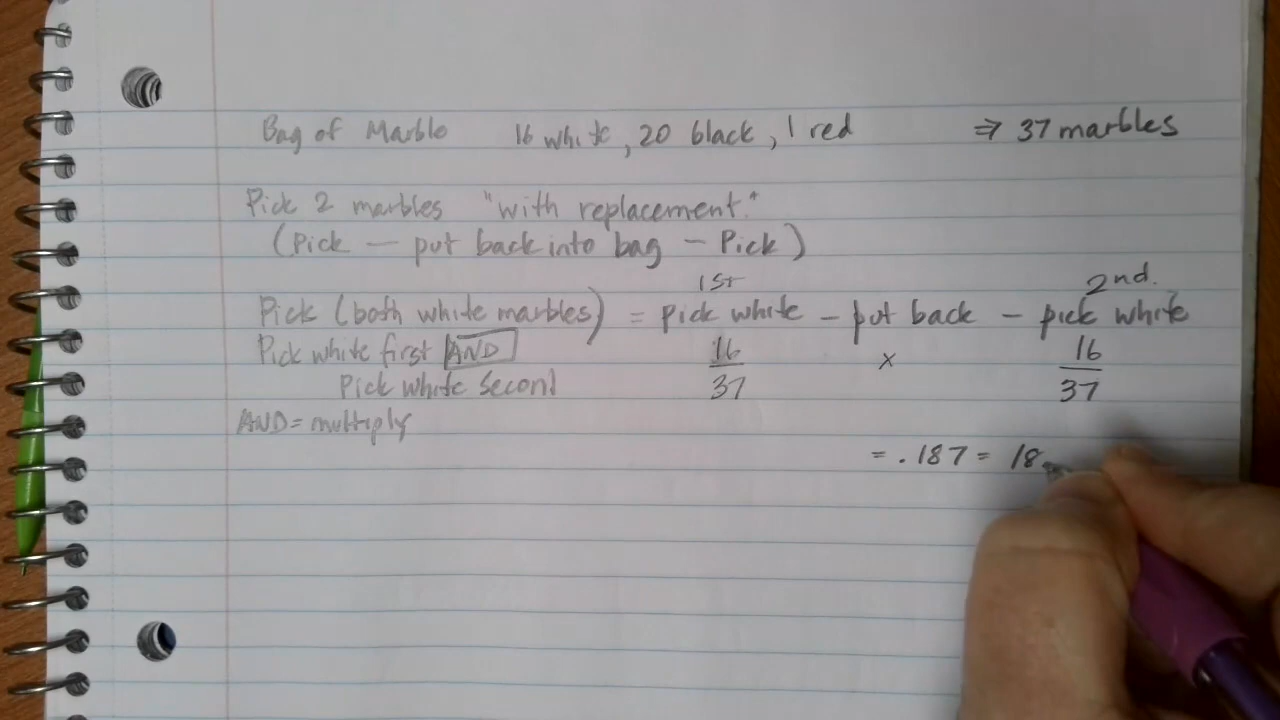 Bag of Marble 16 white, 20 black, 1 red ⇒ 37 marbles
Pick 2 marbles "with replacement."
(Pick — put back into bag – Pick)
1st 2nd.
Pick (both white marbles) = pick white – put back – pick white
Pick white first AND 16/37 x 16/37
Pick white second
AND = multiply
= .187 = 18.